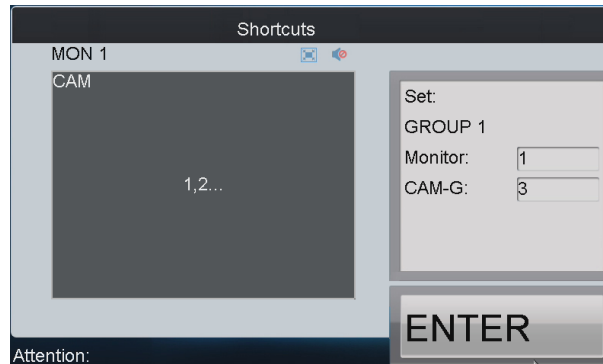 Shortcuts
MON 1
CAM
1,2...
Set:
GROUP 1
Monitor: 1
CAM-G: 3
ENTER
Attention: